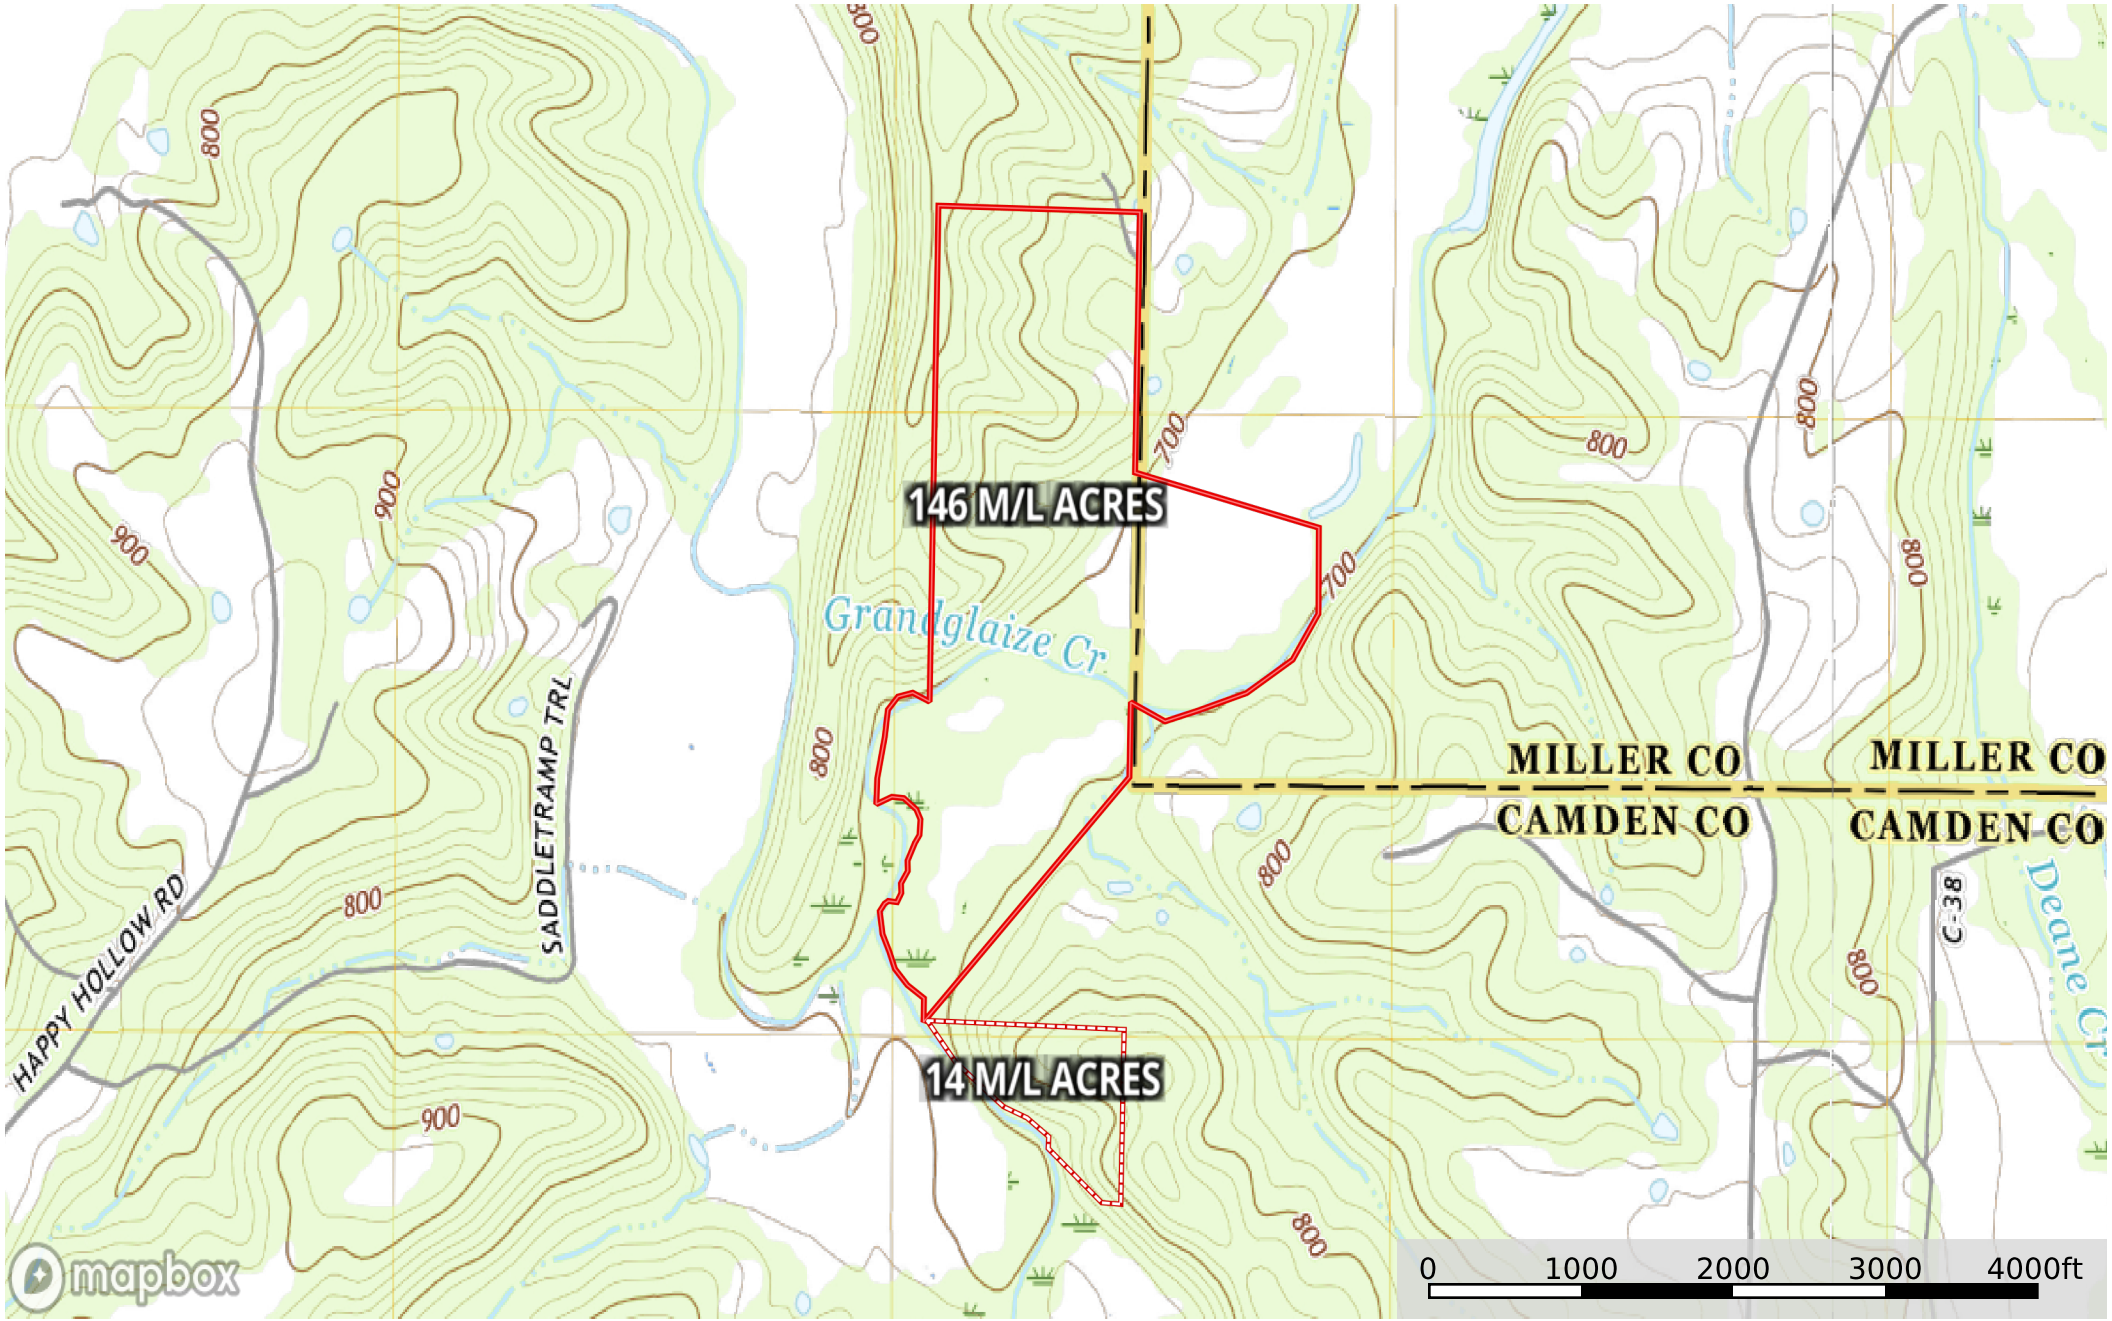 800
800
700
146 M/L ACRES
800
800
800
900
900
700
Grandglaize Cr
SADDLETRAMP TRL
800
MILLER CO
MILLER CO
CAMDEN CO
CAMDEN CO
800
HAPPY HOLLOW RD
800
C-38
Deane Cr
800
14 M/L ACRES
900
800
mapbox
0 1000 2000 3000 4000ft